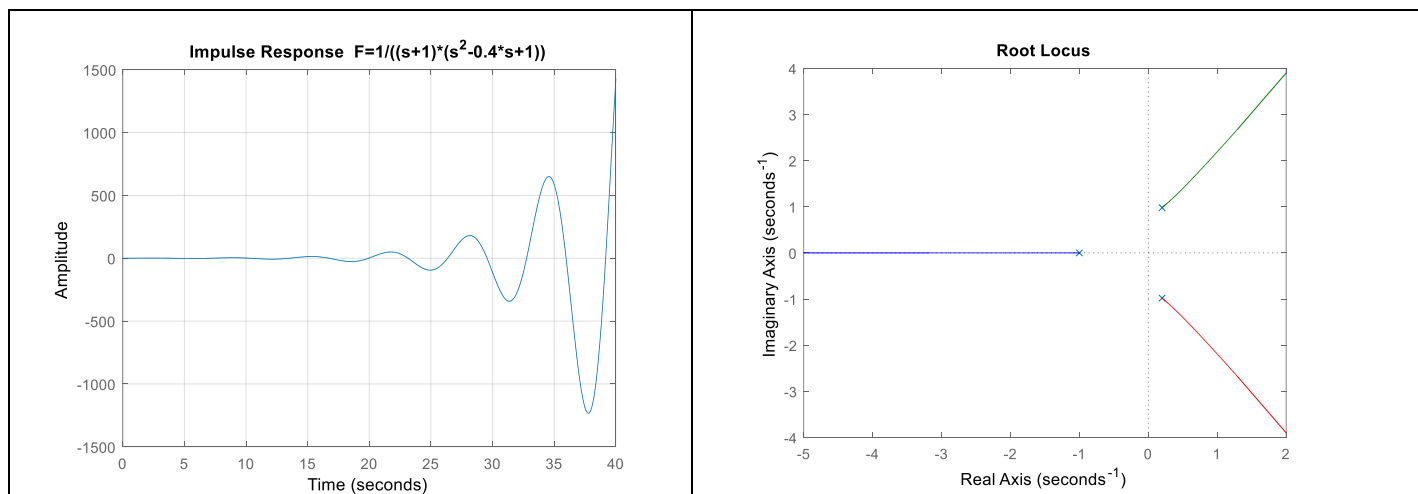 Impulse Response F=1/((s+1)*(s²-0.4*s+1))
1500
1000
500
0
-500
-1000
-1500
Amplitude
0 5 10 15 20 25 30 35 40
Time (seconds)
Root Locus
4
3
2
1
0
-1
-2
-3
-4
Imaginary Axis (seconds⁻¹)
-5 -4 -3 -2 -1 0 1 2
Real Axis (seconds⁻¹)